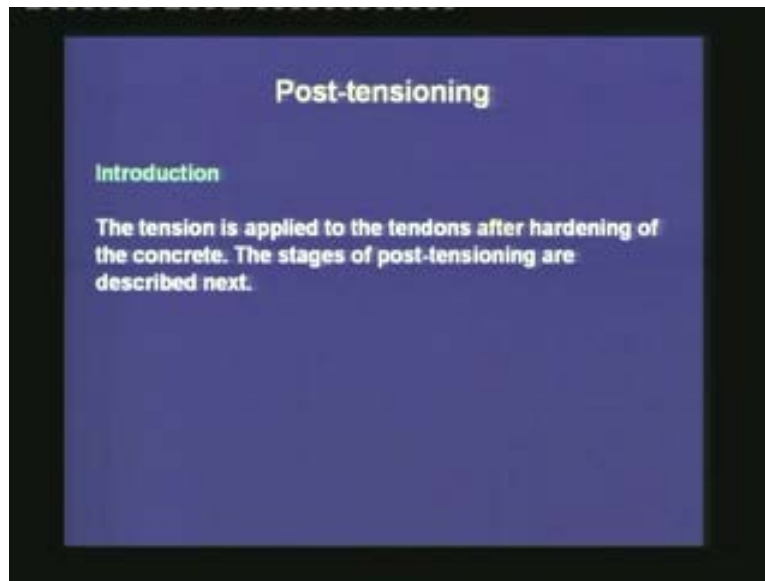 Post-tensioning
Introduction
The tension is applied to the tendons after hardening of
the concrete. The stages of post-tensioning are
described next.